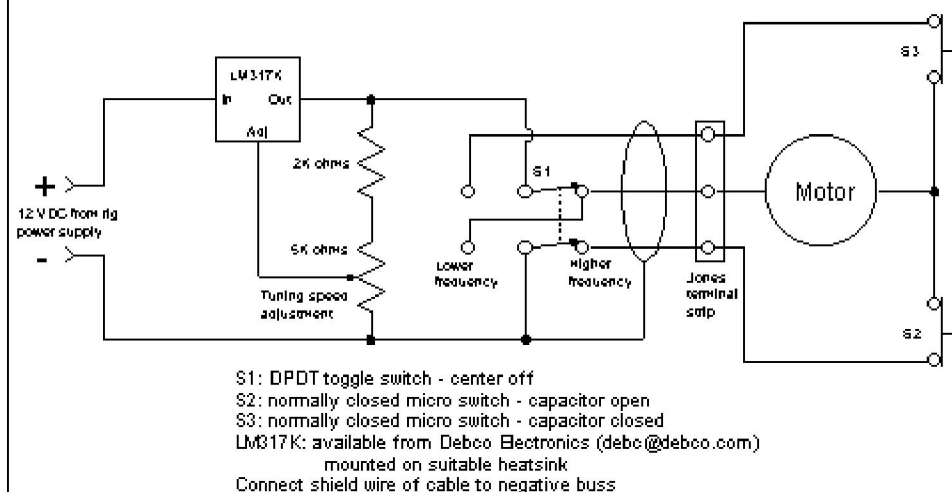 LM317K
In Out
Adj
2K ohms
S1
S3
Motor
+
12 V DC from rig
power supply
-
5K ohms
Tuning speed
adjustment
Lower
frequency
Higher
frequency
Jones
terminal
strip
S2
S1: DPDT toggle switch - center off
S2: normally closed micro switch - capacitor open
S3: normally closed micro switch - capacitor closed
LM317K: available from Debco Electronics (debc@debco.com)
mounted on suitable heatsink
Connect shield wire of cable to negative buss